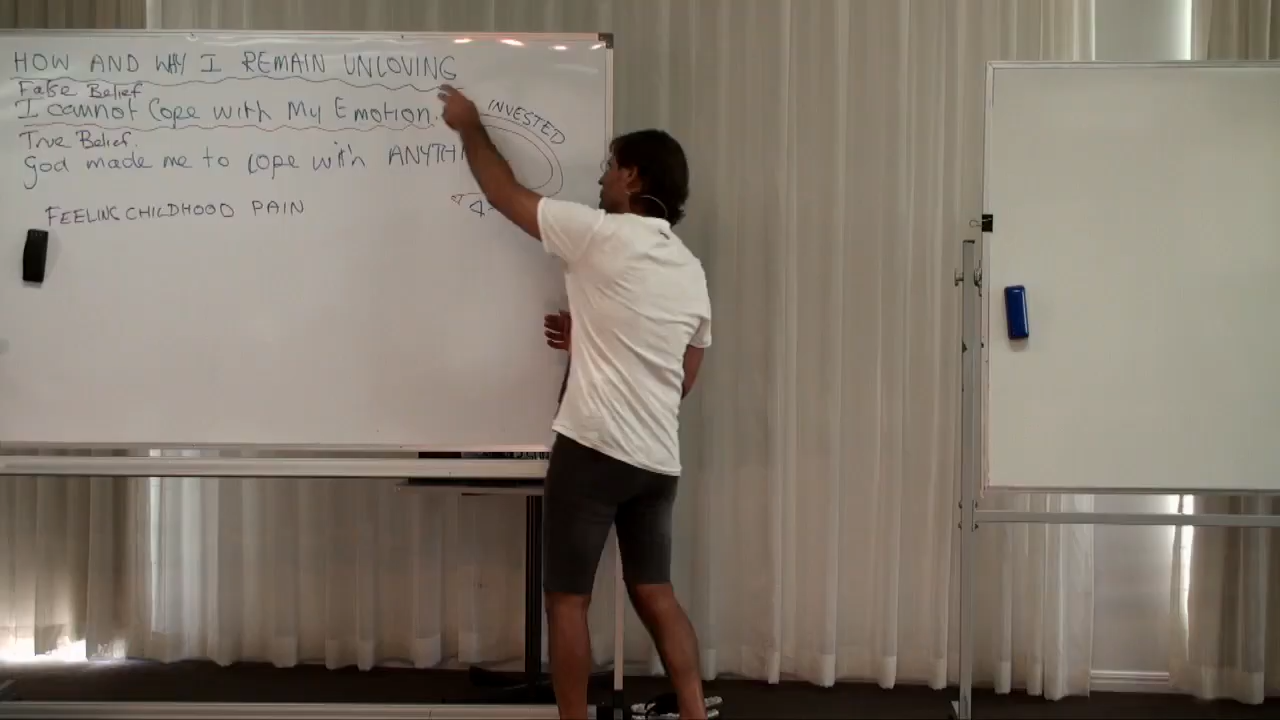 HOW AND WHY I REMAIN UNLOVING
False Belief
I cannot Cope with My Emotion.
INVESTED
True Belief.
God made me to cope with ANYTHI
FEELING CHILDHOOD PAIN